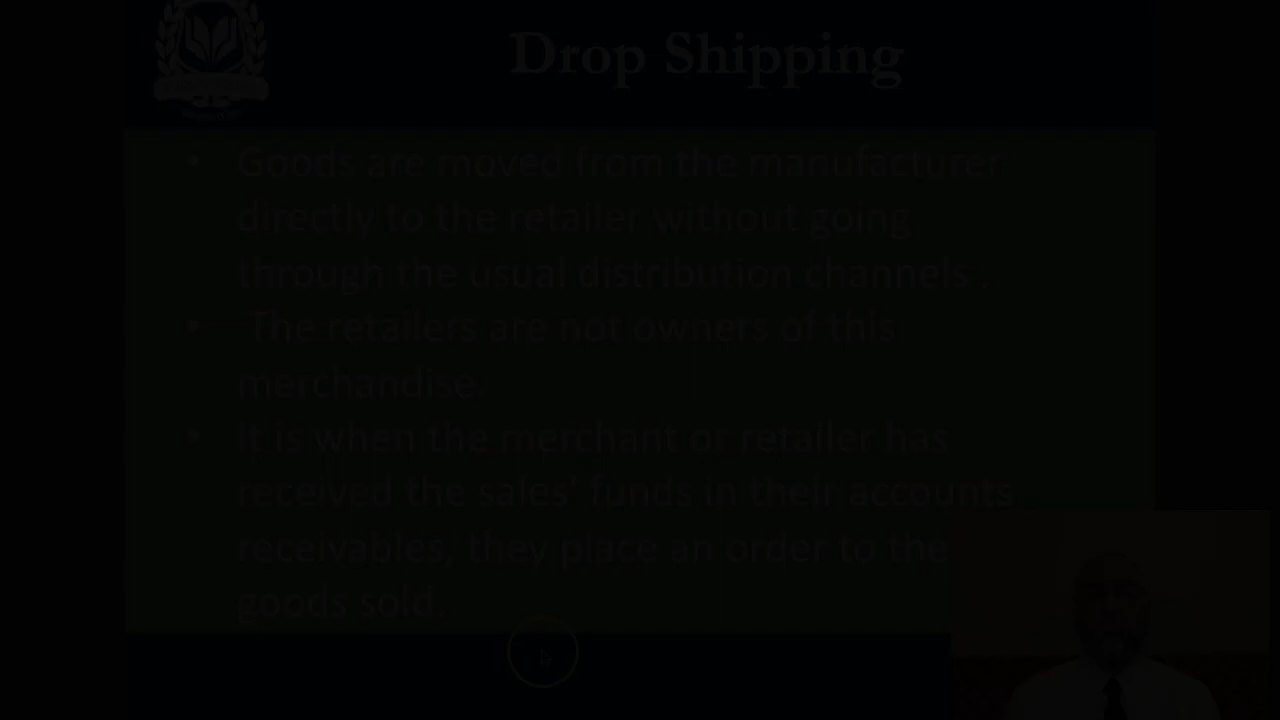 Drop Shipping
• Goods are moved from the manufacturer
directly to the retailer without going
through the usual distribution channels .
• The retailers are not owners of this
merchandise.
• It is when the merchant or retailer has
received the sales' funds in their accounts
receivables, they place an order to the
goods sold.